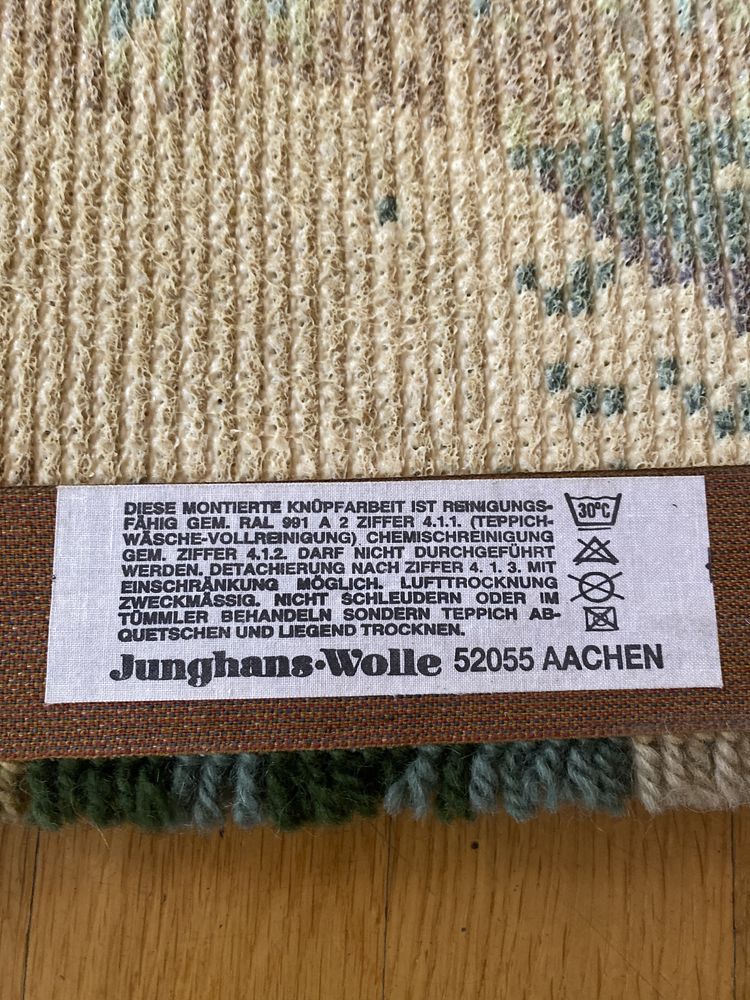 DIESE MONTIERTE KNÜPFARBEIT IST REINIGUNGS-
FÄHIG GEM. RAL 991 A 2 ZIFFER 4.1.1. (TEPPICH-
WÄSCHE-VOLLREINIGUNG) CHEMISCHREINIGUNG
GEM. ZIFFER 4.1.2. DARF NICHT DURCHGEFÜHRT
WERDEN. DETACHIERUNG NACH ZIFFER 4. 1. 3. MIT
EINSCHRÄNKUNG MÖGLICH. LUFTTROCKNUNG
ZWECKMÄSSIG. NICHT SCHLEUDERN ODER IM
TÜMMLER BEHANDELN SONDERN TEPPICH AB-
QUETSCHEN UND LIEGEND TROCKNEN.
30°C
Junghans·Wolle 52055 AACHEN